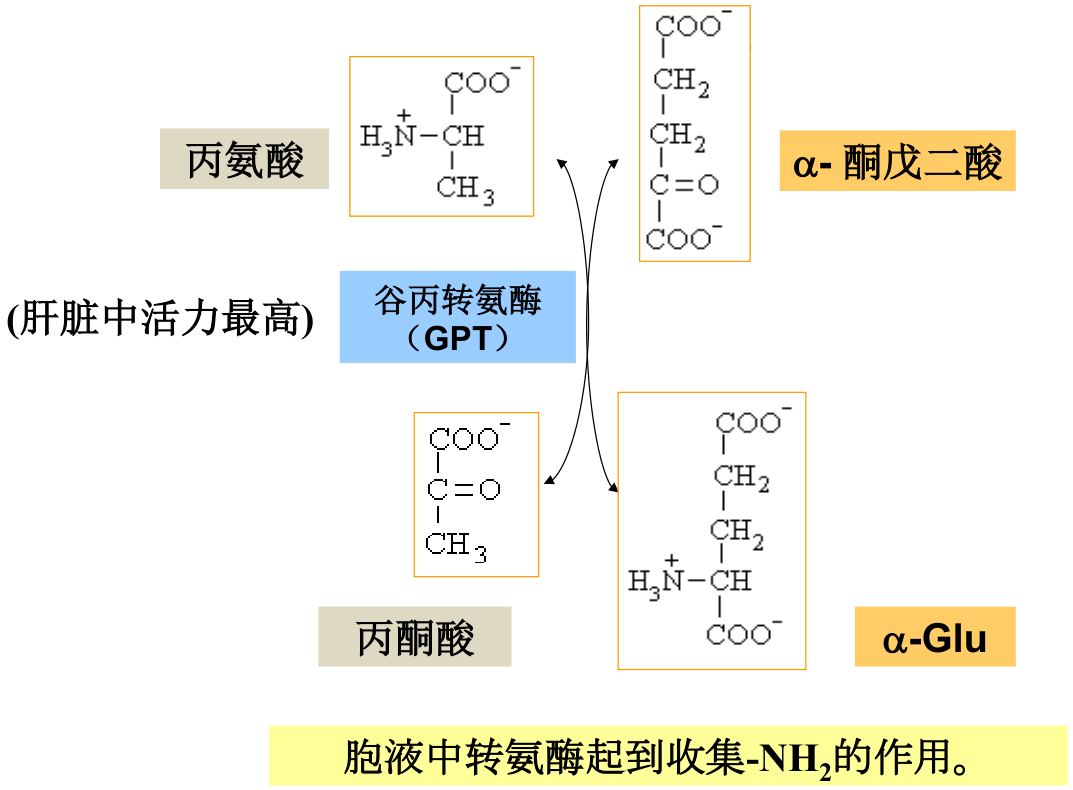 COO⁻
CH₂
CH₂
C=O
COO⁻
COO⁻
H₃N⁺-CH
CH₃
丙氨酸
α- 酮戊二酸
(肝脏中活力最高)
谷丙转氨酶
（GPT）
COO⁻
C=O
CH₃
COO⁻
CH₂
CH₂
H₃N⁺-CH
COO⁻
丙酮酸
α-Glu
胞液中转氨酶起到收集-NH₂的作用。